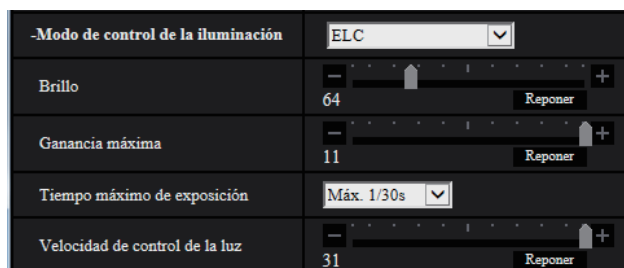 -Modo de control de la iluminación
ELC
Brillo
64
Reponer
Ganancia máxima
11
Reponer
Tiempo máximo de exposición
Máx. 1/30s
Velocidad de control de la luz
31
Reponer